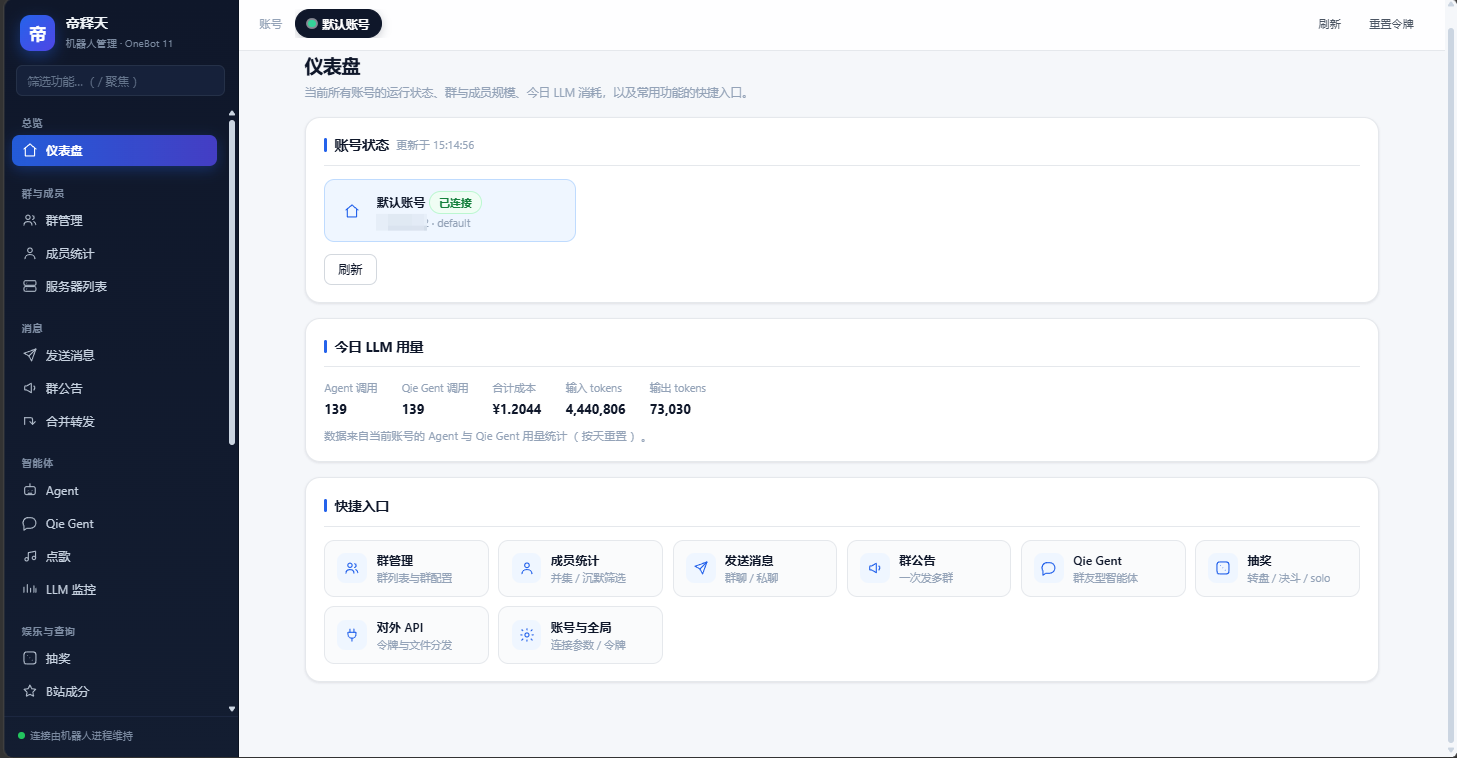 帝
帝释天
机器人管理 · OneBot 11
筛选功能... ( / 聚焦 )
总览
仪表盘
群与成员
群管理
成员统计
服务器列表
消息
发送消息
群公告
合并转发
智能体
Agent
Qie Gent
点歌
LLM 监控
娱乐与查询
抽奖
B站成分
连接由机器人进程维持
账号 默认账号
刷新 重置令牌
仪表盘
当前所有账号的运行状态、群与成员规模、今日 LLM 消耗，以及常用功能的快捷入口。
账号状态 更新于 15:14:56
默认账号 已连接
· default
刷新
今日 LLM 用量
Agent 调用 Qie Gent 调用 合计成本 输入 tokens 输出 tokens
139 139 ¥1.2044 4,440,806 73,030
数据来自当前账号的 Agent 与 Qie Gent 用量统计（按天重置）。
快捷入口
群管理
群列表与群配置
成员统计
并集 / 沉默筛选
发送消息
群聊 / 私聊
群公告
一次发多群
Qie Gent
群友型智能体
抽奖
转盘 / 决斗 / solo
对外 API
令牌与文件分发
账号与全局
连接参数 / 令牌